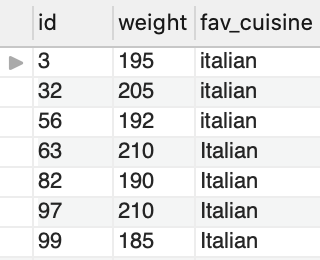 id weight fav_cuisine
3 195 italian
32 205 italian
56 192 italian
63 210 Italian
82 190 Italian
97 210 Italian
99 185 Italian